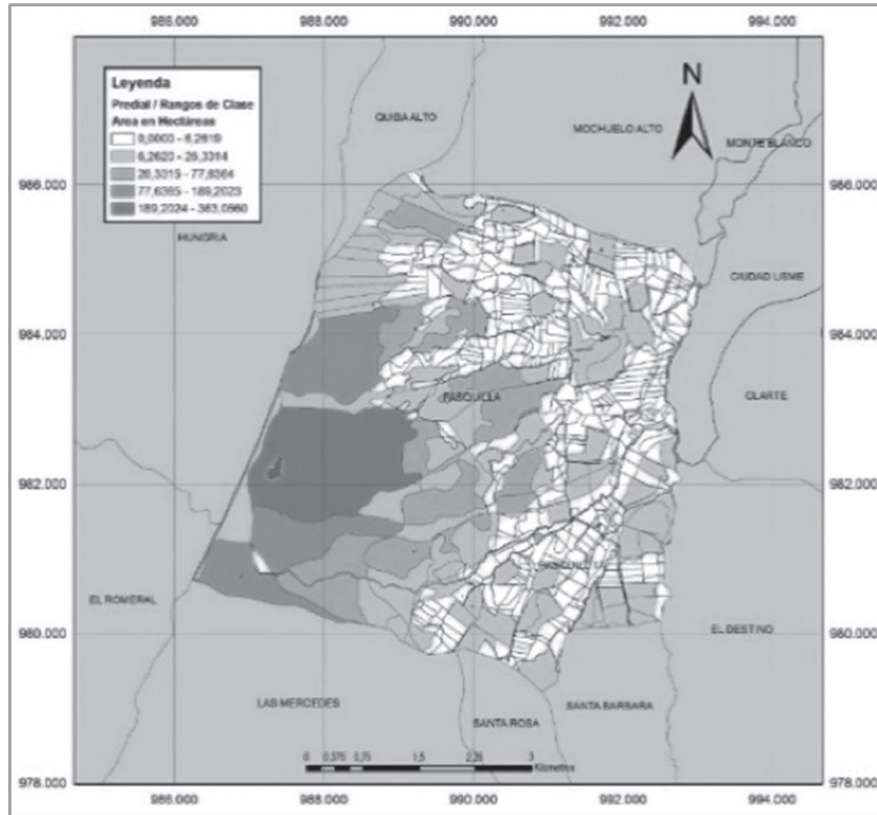 986.000 988.000 990.000 992.000 994.000
Leyenda
Predial / Rangos de Clase
Area en Hectáreas
0,0000 - 6,2619
6,2620 - 26,3314
26,3315 - 77,6364
77,6365 - 189,2023
189,2024 - 383,0960
N
QUIBA ALTO
MOCHUELO ALTO
MONTE BLANCO
986.000 986.000
HUNGRIA
CIUDAD USME
984.000 984.000
PASQUILLA
OLARTE
982.000 982.000
EL ROMERAL
EL DESTINO
980.000 980.000
LAS MERCEDES
SANTA ROSA
SANTA BARBARA
0 0,375 0,75 1,5 2,25 3
Kilometros
978.000 978.000
986.000 988.000 990.000 992.000 994.000